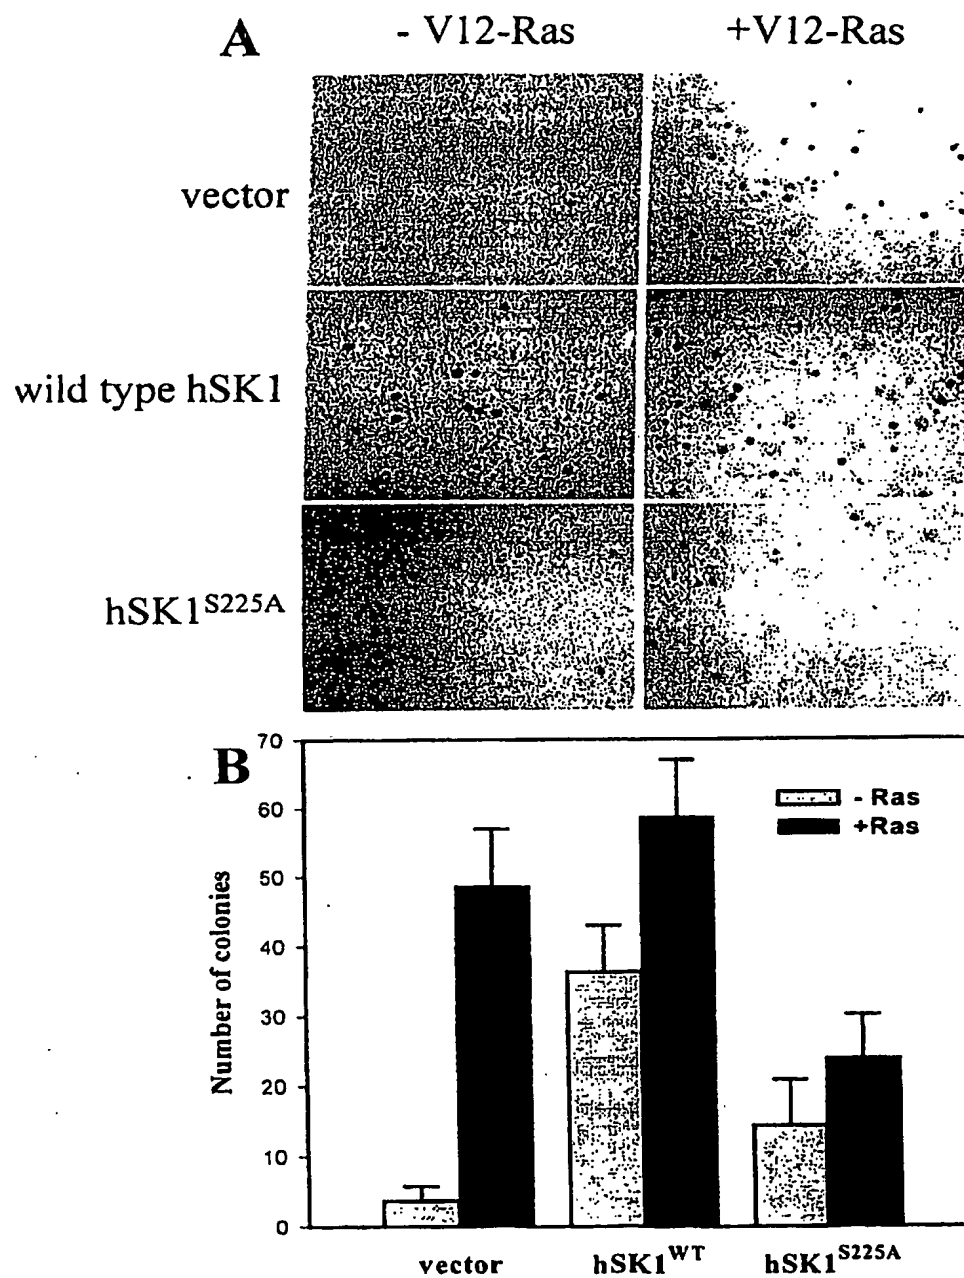 A
- V12-Ras
+V12-Ras
vector
wild type hSK1
hSK1S225A
B
70
60
50
40
30
20
10
0
Number of colonies
- Ras
+Ras
vector
hSK1WT
hSK1S225A